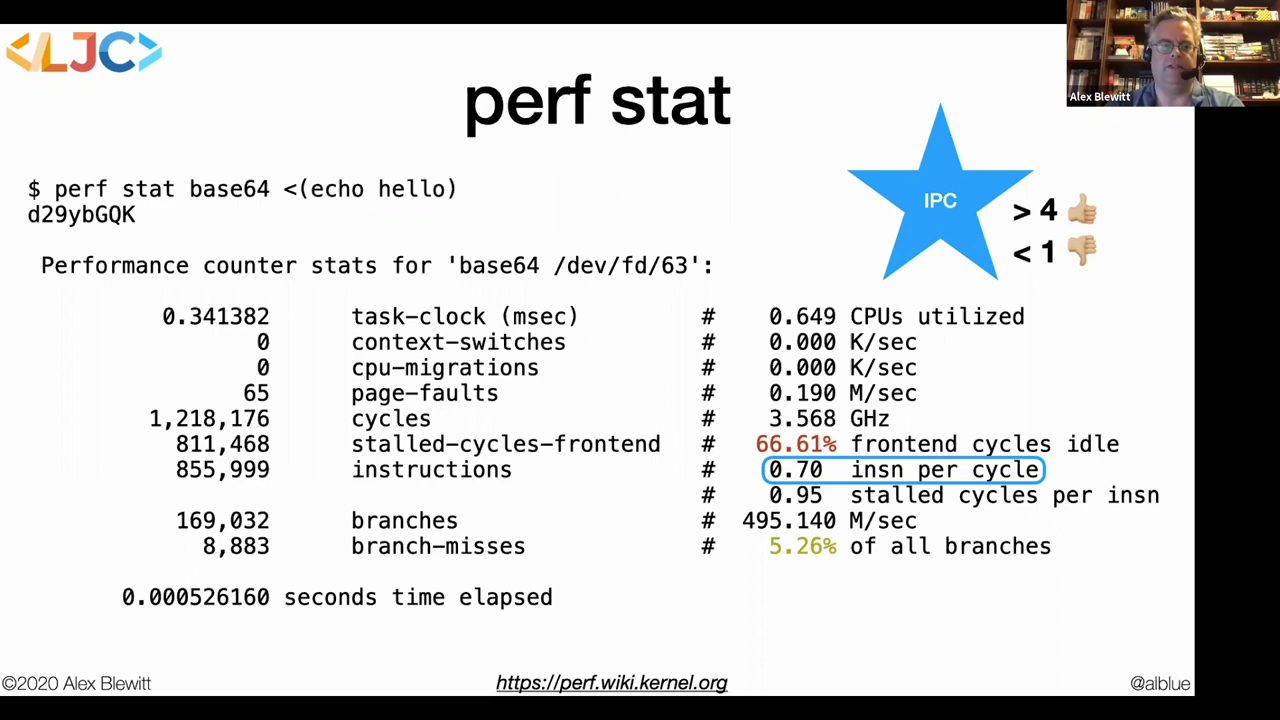 <LJC>
Alex Blewitt
perf stat
IPC
> 4 👍🏼
< 1 👎🏼
$ perf stat base64 <(echo hello)
d29ybGQK
Performance counter stats for 'base64 /dev/fd/63':
0.341382 task-clock (msec) # 0.649 CPUs utilized
0 context-switches # 0.000 K/sec
0 cpu-migrations # 0.000 K/sec
65 page-faults # 0.190 M/sec
1,218,176 cycles # 3.568 GHz
811,468 stalled-cycles-frontend # 66.61% frontend cycles idle
855,999 instructions # 0.70 insn per cycle
# 0.95 stalled cycles per insn
169,032 branches # 495.140 M/sec
8,883 branch-misses # 5.26% of all branches
0.000526160 seconds time elapsed
©2020 Alex Blewitt
https://perf.wiki.kernel.org
@alblue